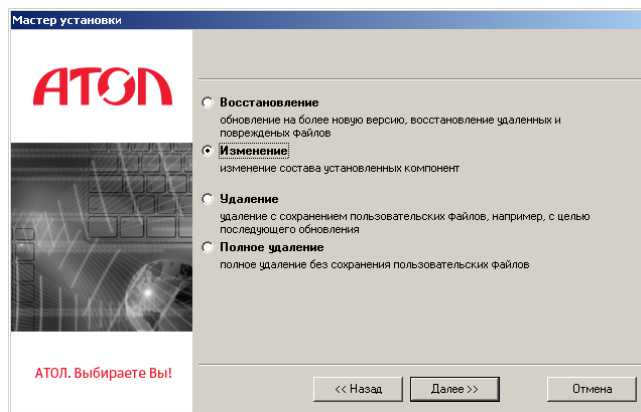 Мастер установки
АТОЛ
Восстановление
обновление на более новую версию, восстановление удаленных и
поврежденых файлов
Изменение
изменение состава установленных компонент
Удаление
удаление с сохранением пользовательских файлов, например, с целью
последующего обновления
Полное удаление
полное удаление без сохранения пользовательских файлов
АТОЛ. Выбираете Вы!
<< Назад
Далее >>
Отмена